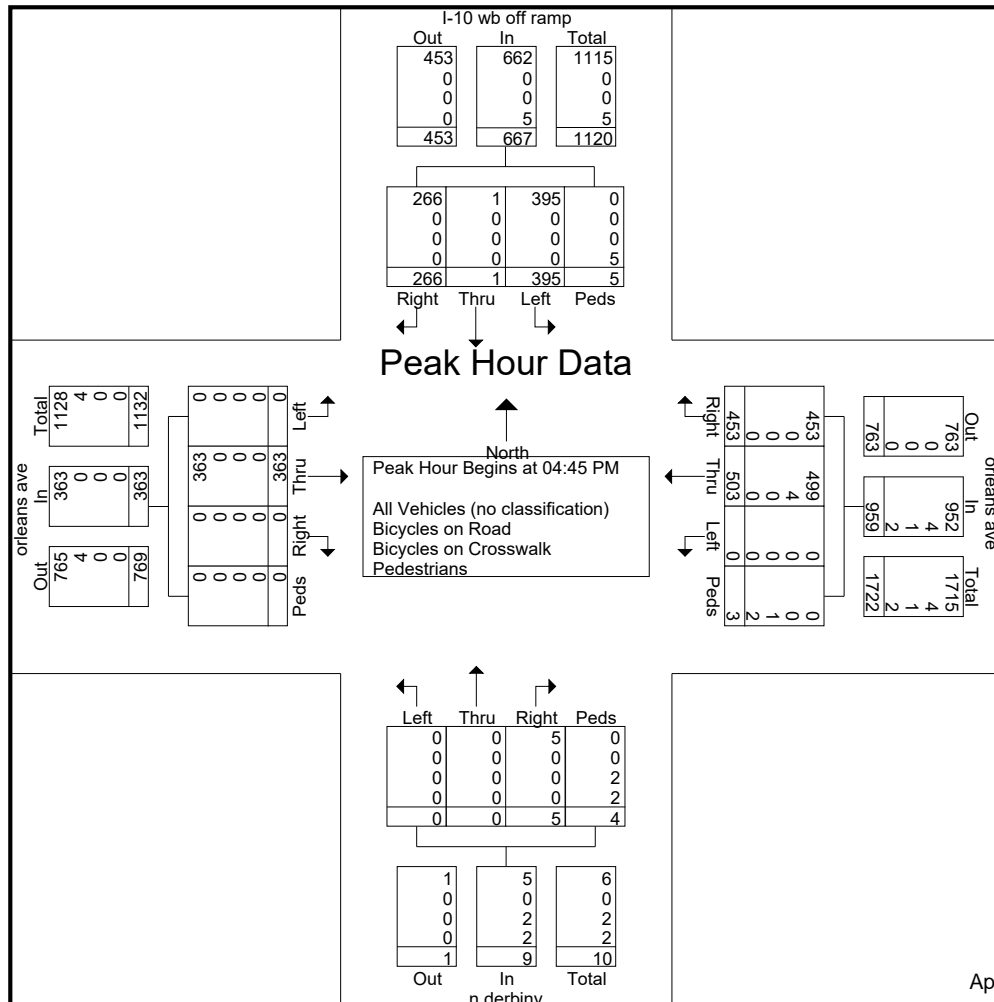 I-10 wb off ramp
Out In Total
453 662 1115
0 0 0
0 0 0
0 5 5
453 667 1120
266 1 395 0
0 0 0 0
0 0 0 0
0 0 0 5
266 1 395 5
Right Thru Left Peds
Peak Hour Data
orleans ave
Total
1128 4 0 0 1132
In
363 0 0 0 363
Out
765 4 0 0 769
0 0 0 0 0
Left
363 0 0 0 363
Thru
0 0 0 0 0
Right
0 0 0 0 0
Peds
North
Peak Hour Begins at 04:45 PM
All Vehicles (no classification)
Bicycles on Road
Bicycles on Crosswalk
Pedestrians
Right
453 0 0 0 453
Thru
499 4 0 0 503
Left
0 0 0 0 0
Peds
0 0 1 2 3
orleans ave
Out
763 0 0 0 763
In
952 4 1 2 959
Total
1715 4 1 2 1722
Left Thru Right Peds
0 0 5 0
0 0 0 0
0 0 0 2
0 0 0 2
0 0 5 4
1 5 6
0 0 0
0 2 2
0 2 2
1 9 10
Out In Total
n derbiny
Ap